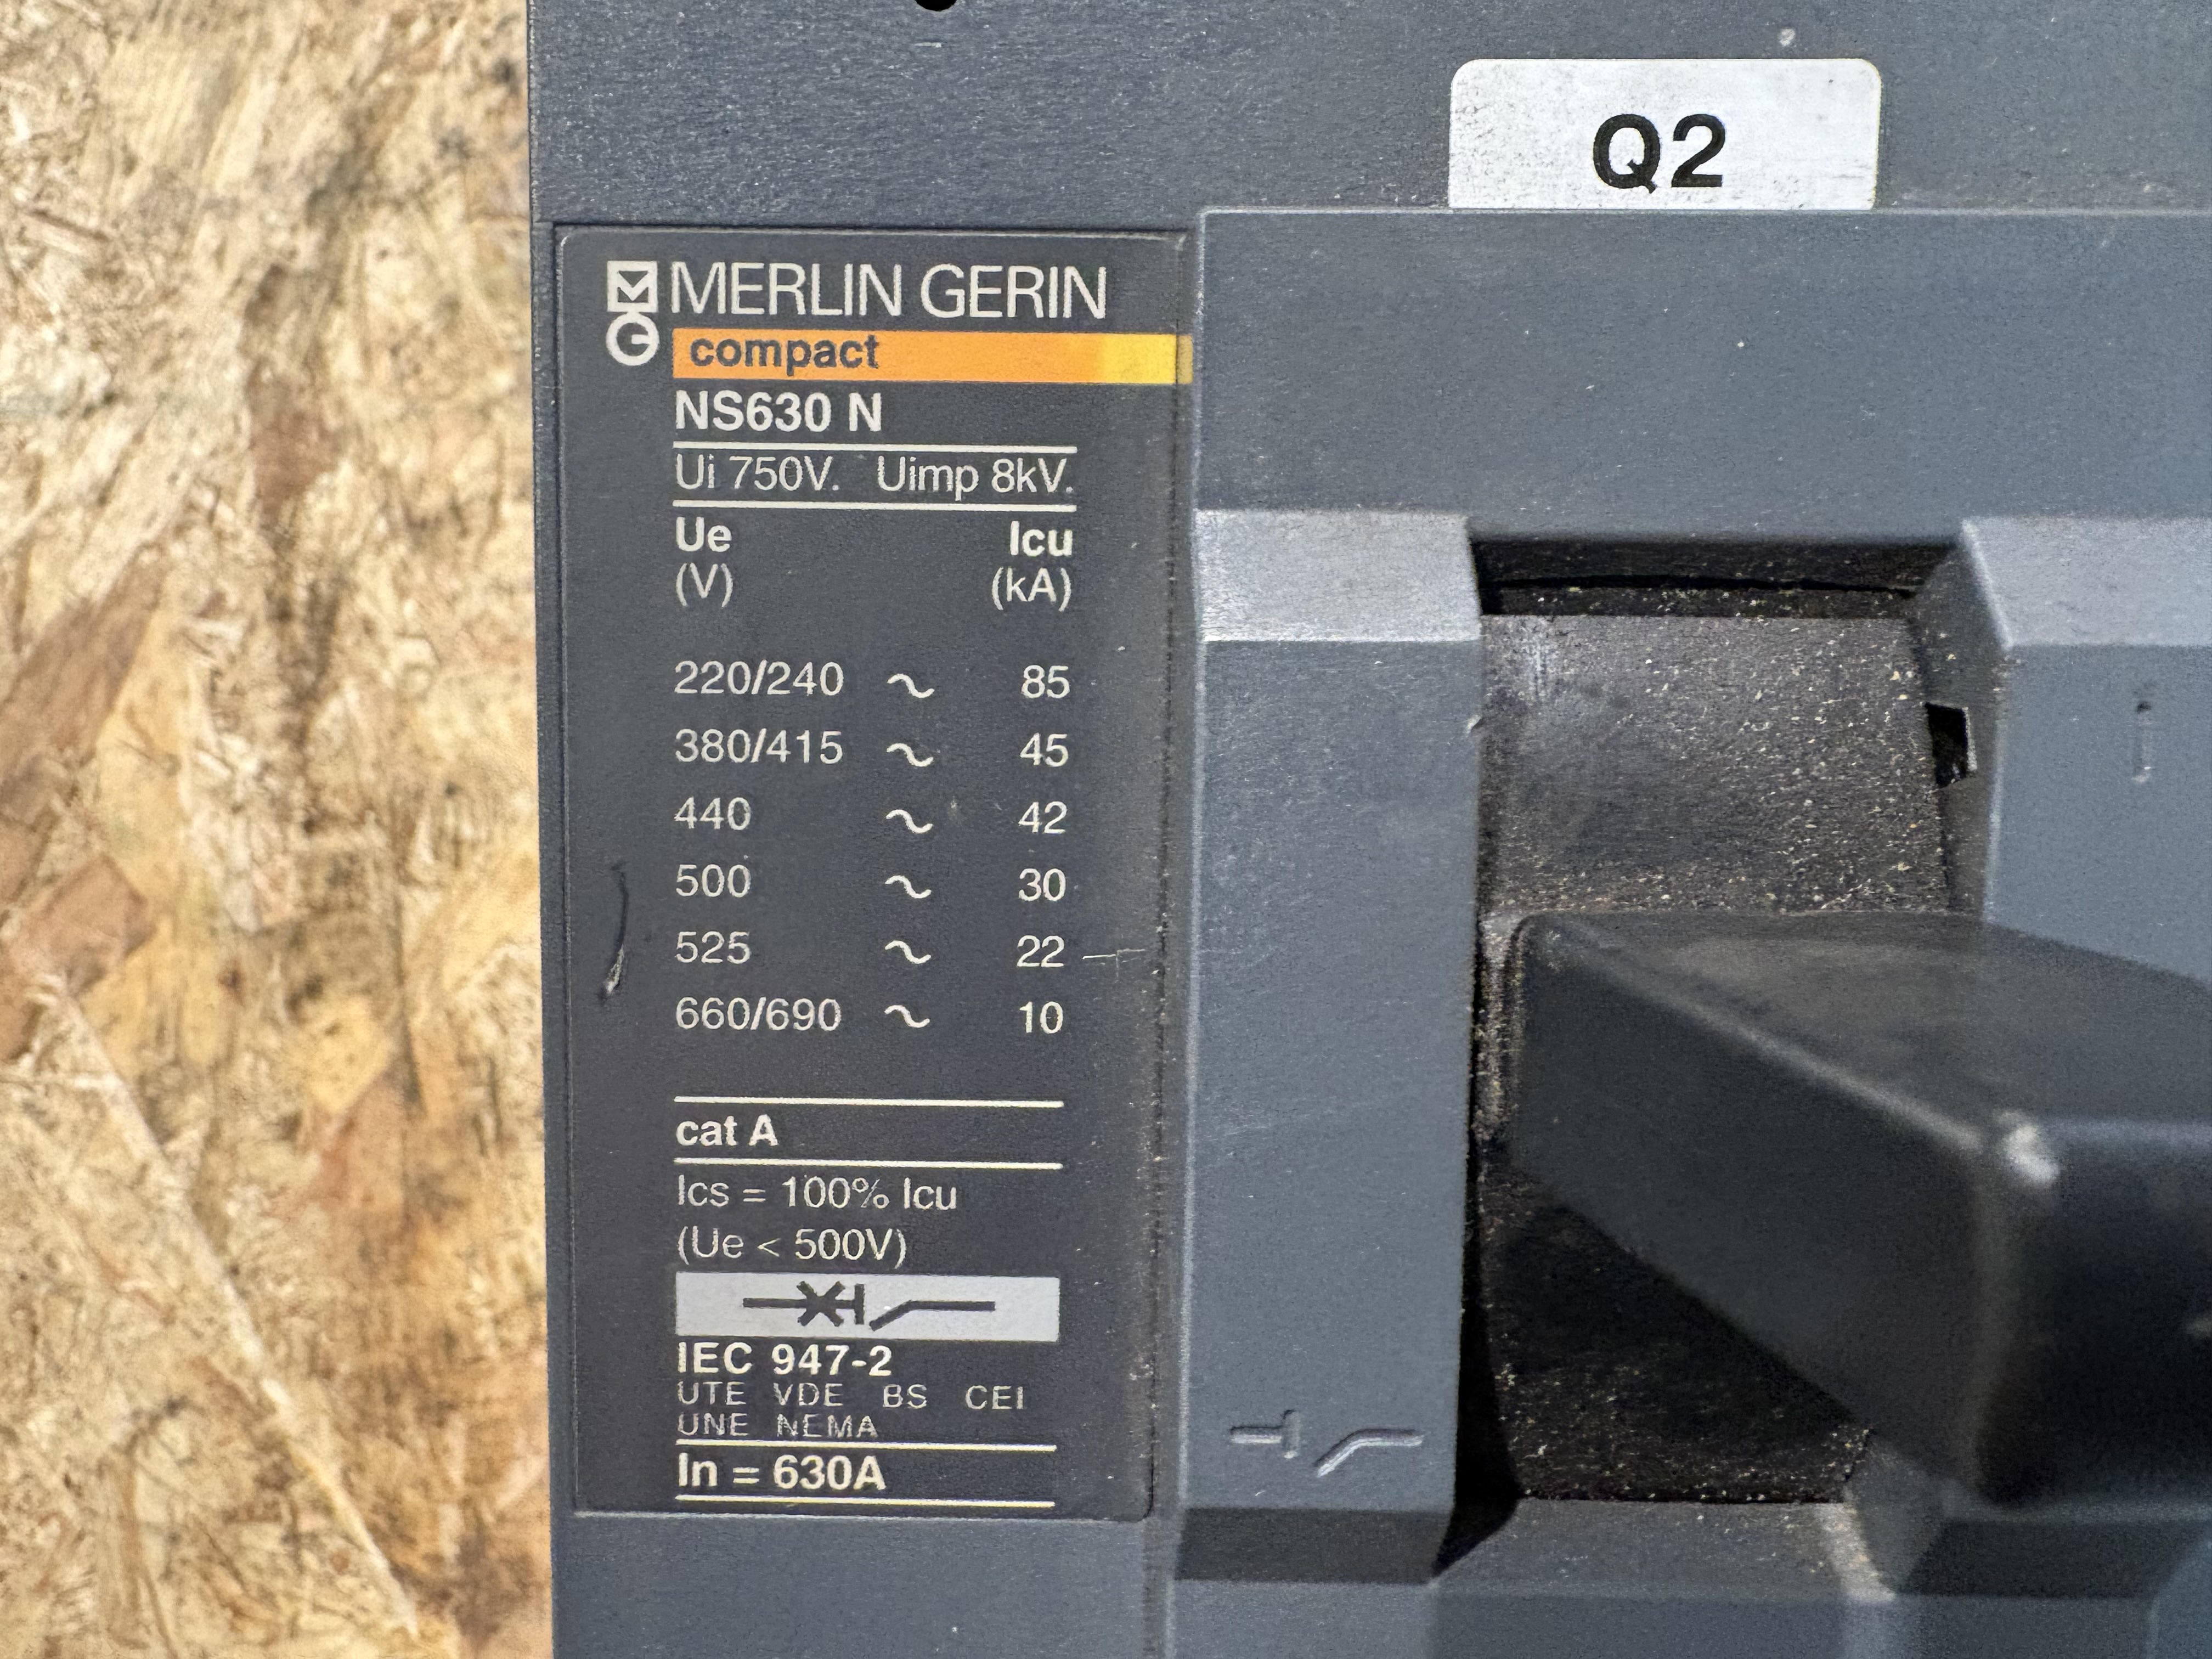 Q2
MERLIN GERIN
compact
NS630 N
Ui 750V. Uimp 8kV.
Ue Icu
(V) (kA)
220/240 ~ 85
380/415 ~ 45
440 ~ 42
500 ~ 30
525 ~ 22
660/690 ~ 10
cat A
Ics = 100% Icu
(Ue < 500V)
IEC 947-2
UTE VDE BS CEI
UNE NEMA
In = 630A